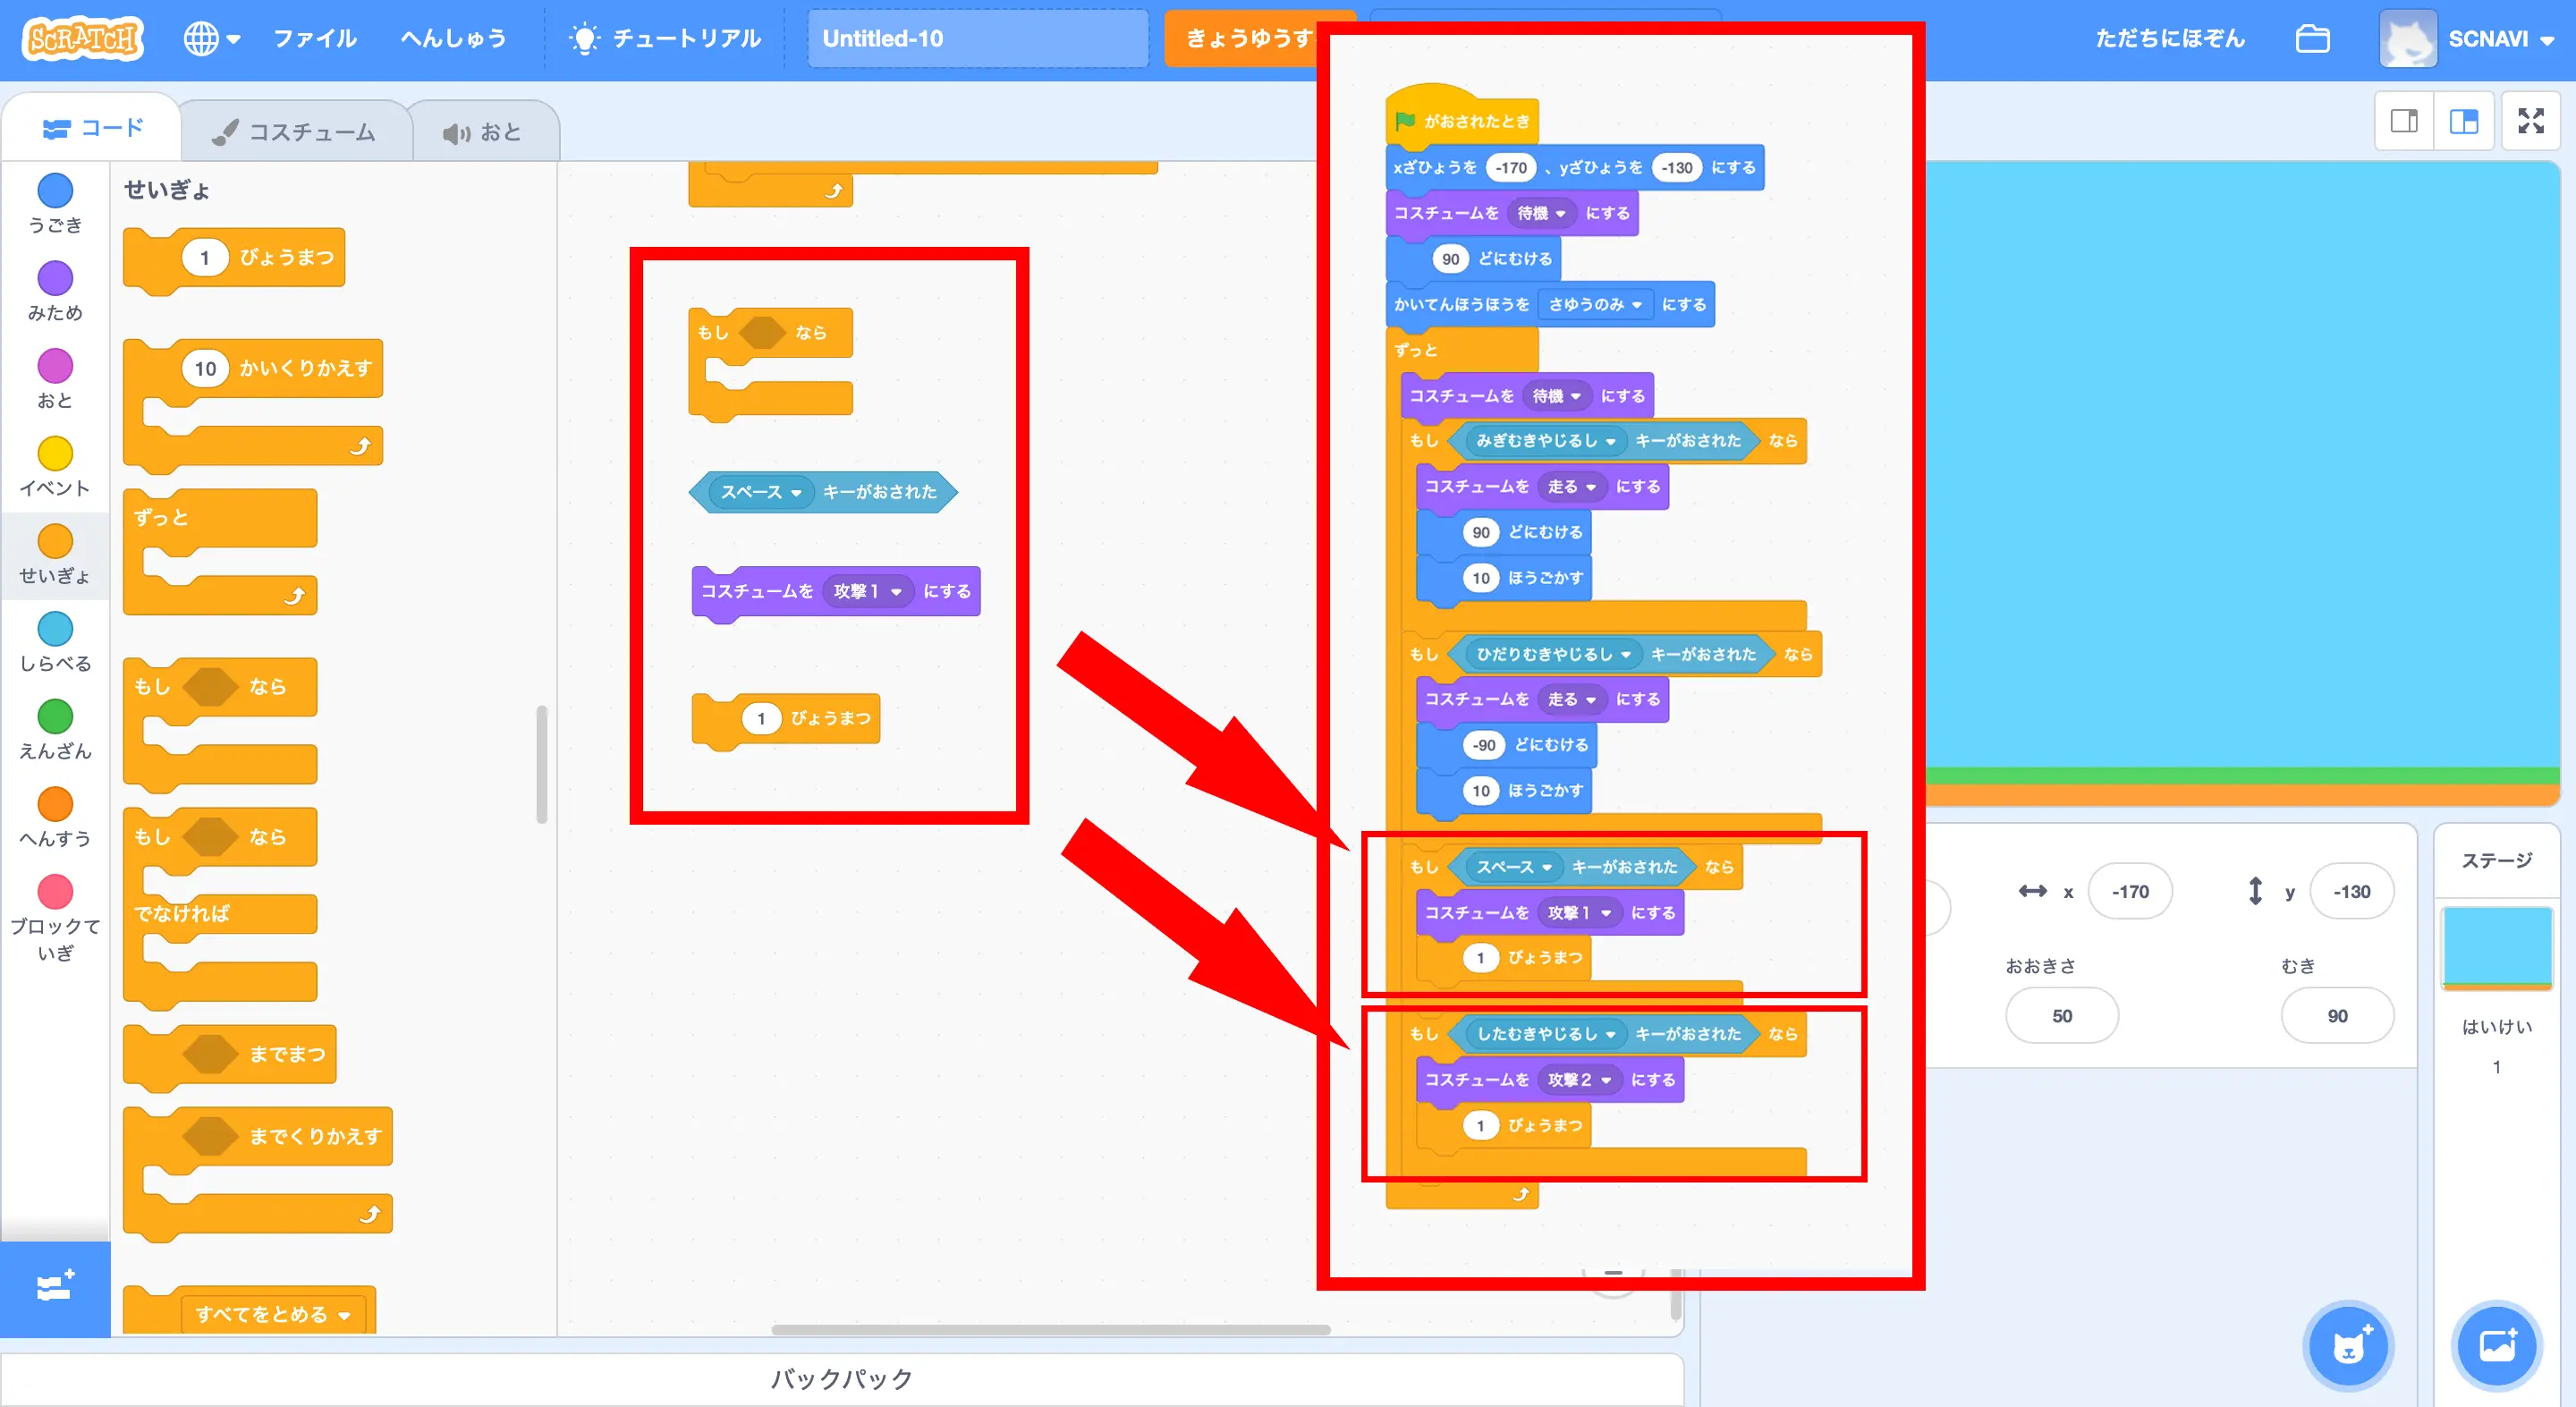 SCRATCH
ファイル
へんしゅう
チュートリアル
Untitled-10
きょうゆうす
ただちにほぞん
SCNAVI
コード
コスチューム
おと
うごき
みため
おと
イベント
せいぎょ
しらべる
えんざん
へんすう
ブロックて
いぎ
せいぎょ
1 びょうまつ
10 かいくりかえす
ずっと
もし なら
もし なら
でなければ
までまつ
までくりかえす
すべてをとめる
もし なら
スペース キーがおされた
コスチュームを 攻撃１ にする
1 びょうまつ
がおされたとき
xざひょうを -170 、yざひょうを -130 にする
コスチュームを 待機 にする
90 どにむける
かいてんほうほうを さゆうのみ にする
ずっと
コスチュームを 待機 にする
もし みぎむきやじるし キーがおされた なら
コスチュームを 走る にする
90 どにむける
10 ほうごかす
もし ひだりむきやじるし キーがおされた なら
コスチュームを 走る にする
-90 どにむける
10 ほうごかす
もし スペース キーがおされた なら
コスチュームを 攻撃１ にする
1 びょうまつ
もし したむきやじるし キーがおされた なら
コスチュームを 攻撃２ にする
1 びょうまつ
x -170 y -130
おおきさ むき
50 90
ステージ
はいけい
1
バックパック